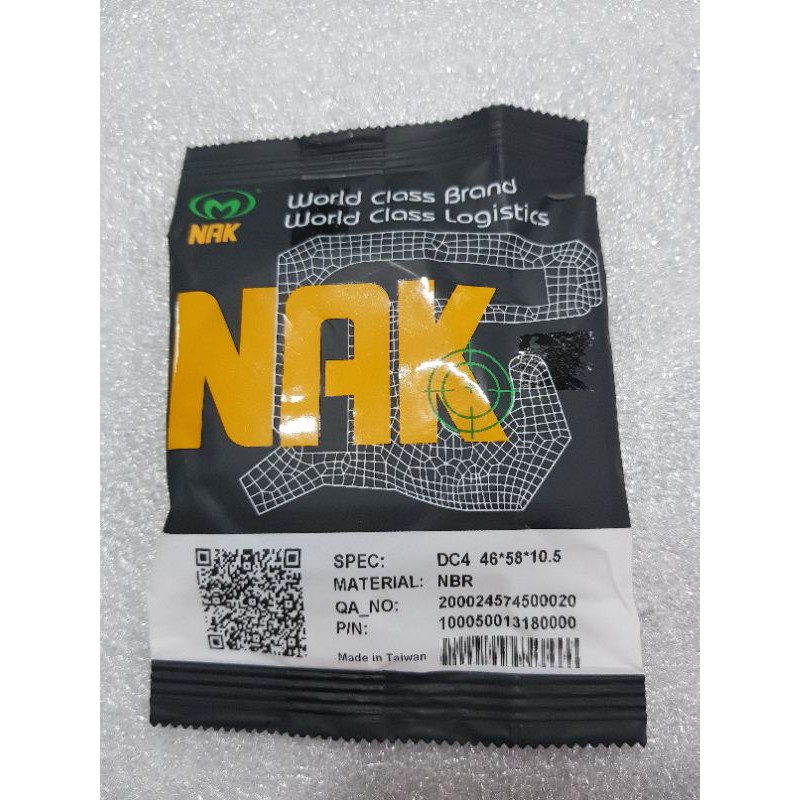 NAK
World Class Brand
World Class Logistics
NAK
SPEC: DC4 46*58*10.5
MATERIAL: NBR
QA_NO: 200024574500020
P/N: 100050013180000
Made in Taiwan